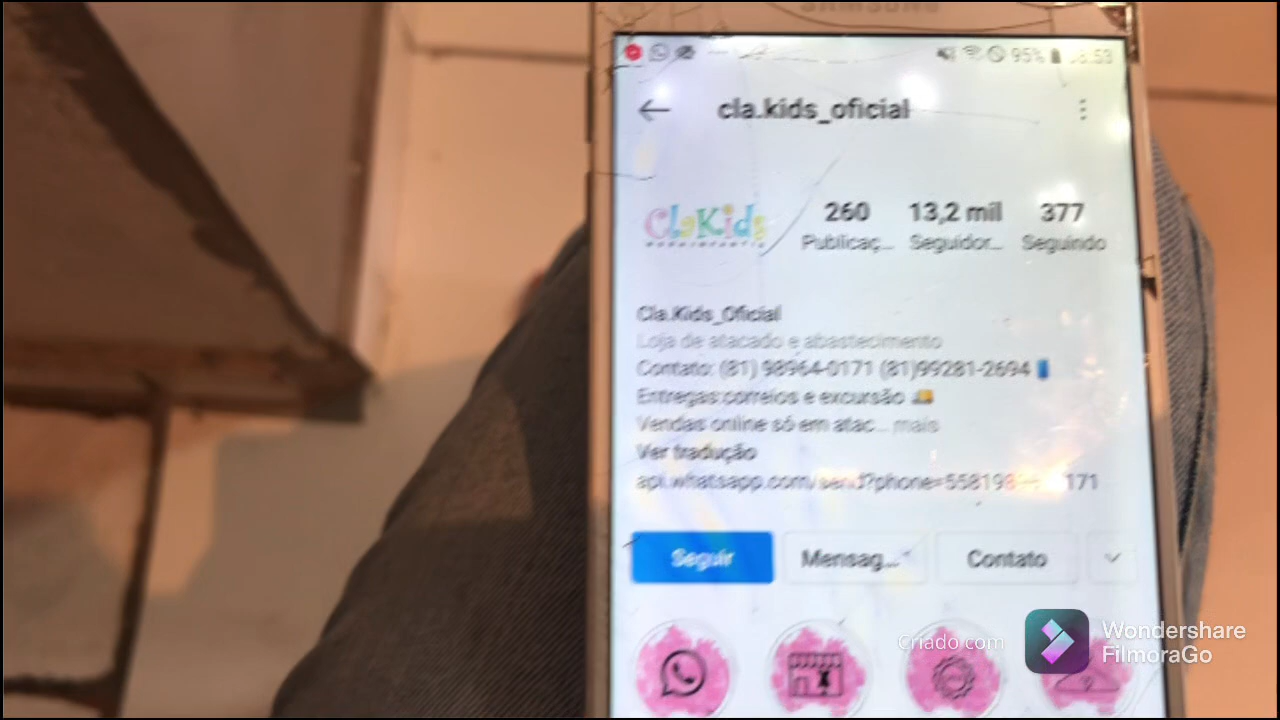 SAMSUNG
95%
cla.kids_oficial
ClaKids
260 13,2 mil 377
Publicaç... Seguidor... Seguindo
Cla.Kids_Oficial
Loja de atacado e abastecimento
Contato: (81) 98964-0171 (81)99281-2694
Entregas:correios e excursão
Vendas online só em atac... mais
Ver tradução
api.whatsapp.com/send?phone=55819 171
Seguir Mensag... Contato
Criado com
Wondershare
FilmoraGo